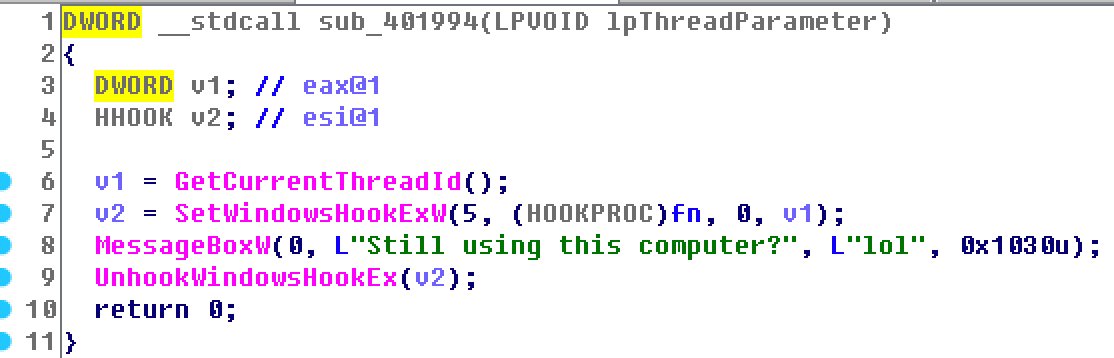 1 DWORD __stdcall sub_401994(LPVOID lpThreadParameter)
2 {
3 DWORD v1; // eax@1
4 HHOOK v2; // esi@1
5
6 v1 = GetCurrentThreadId();
7 v2 = SetWindowsHookExW(5, (HOOKPROC)fn, 0, v1);
8 MessageBoxW(0, L"Still using this computer?", L"lol", 0x1030u);
9 UnhookWindowsHookEx(v2);
10 return 0;
11 }